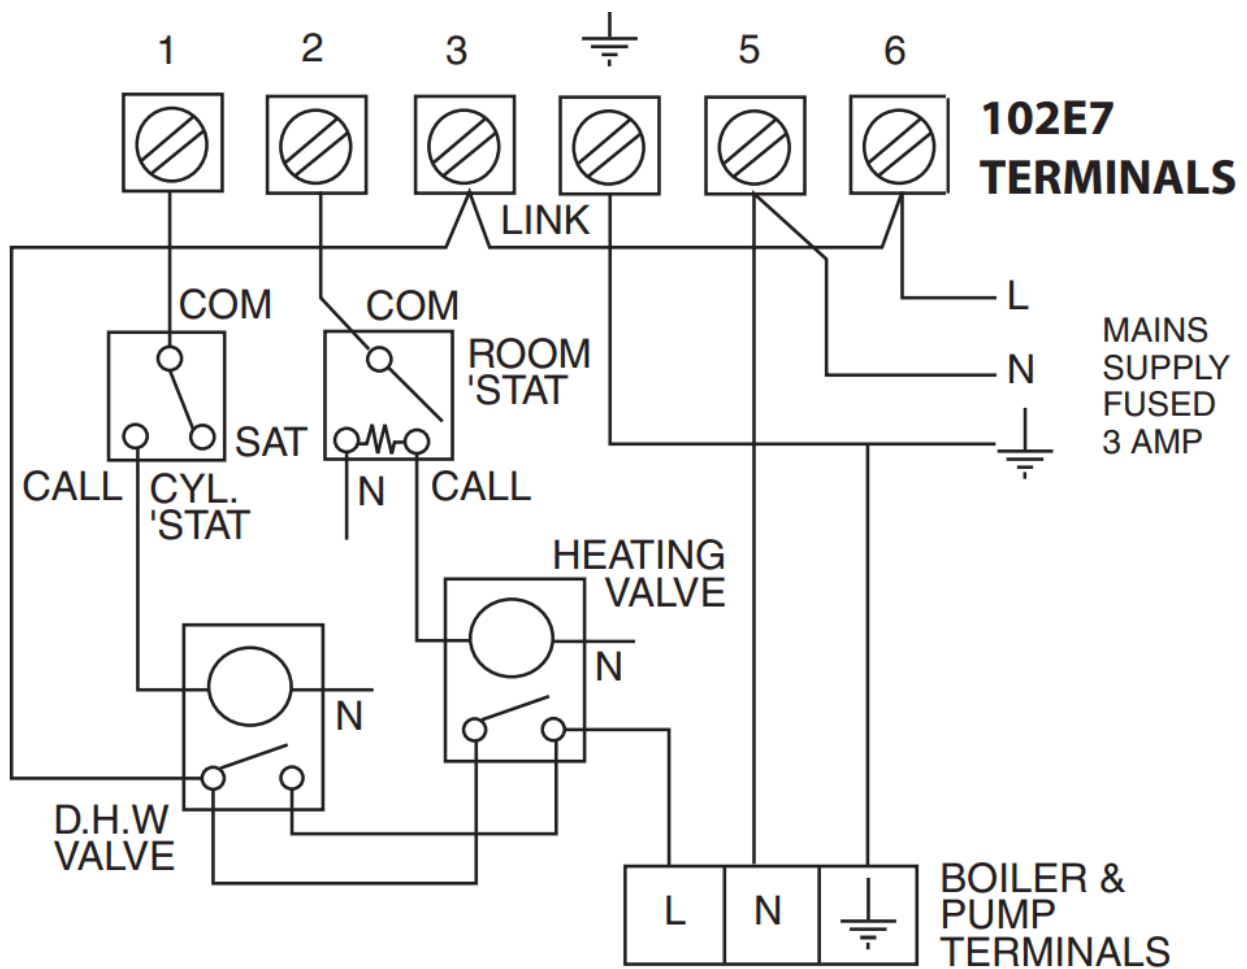 1
2
3
5
6
102E7
TERMINALS
LINK
COM
COM
L
ROOM
'STAT
MAINS
SUPPLY
FUSED
3 AMP
N
SAT
CALL
CYL.
'STAT
N
CALL
HEATING
VALVE
N
N
D.H.W
VALVE
L
N
BOILER &
PUMP
TERMINALS